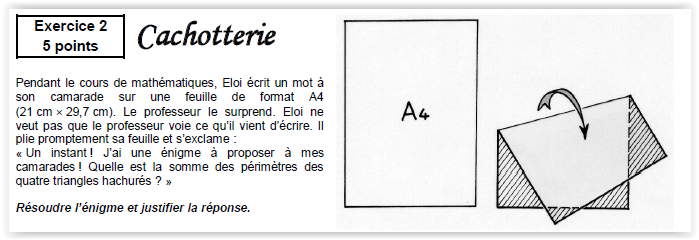 Exercice 2
5 points
Cachotterie
Pendant le cours de mathématiques, Eloi écrit un mot à
son camarade sur une feuille de format A4
(21 cm × 29,7 cm). Le professeur le surprend. Eloi ne
veut pas que le professeur voie ce qu'il vient d'écrire. Il
plie promptement sa feuille et s'exclame :
« Un instant ! J'ai une énigme à proposer à mes
camarades ! Quelle est la somme des périmètres des
quatre triangles hachurés ? »
Résoudre l'énigme et justifier la réponse.
A4